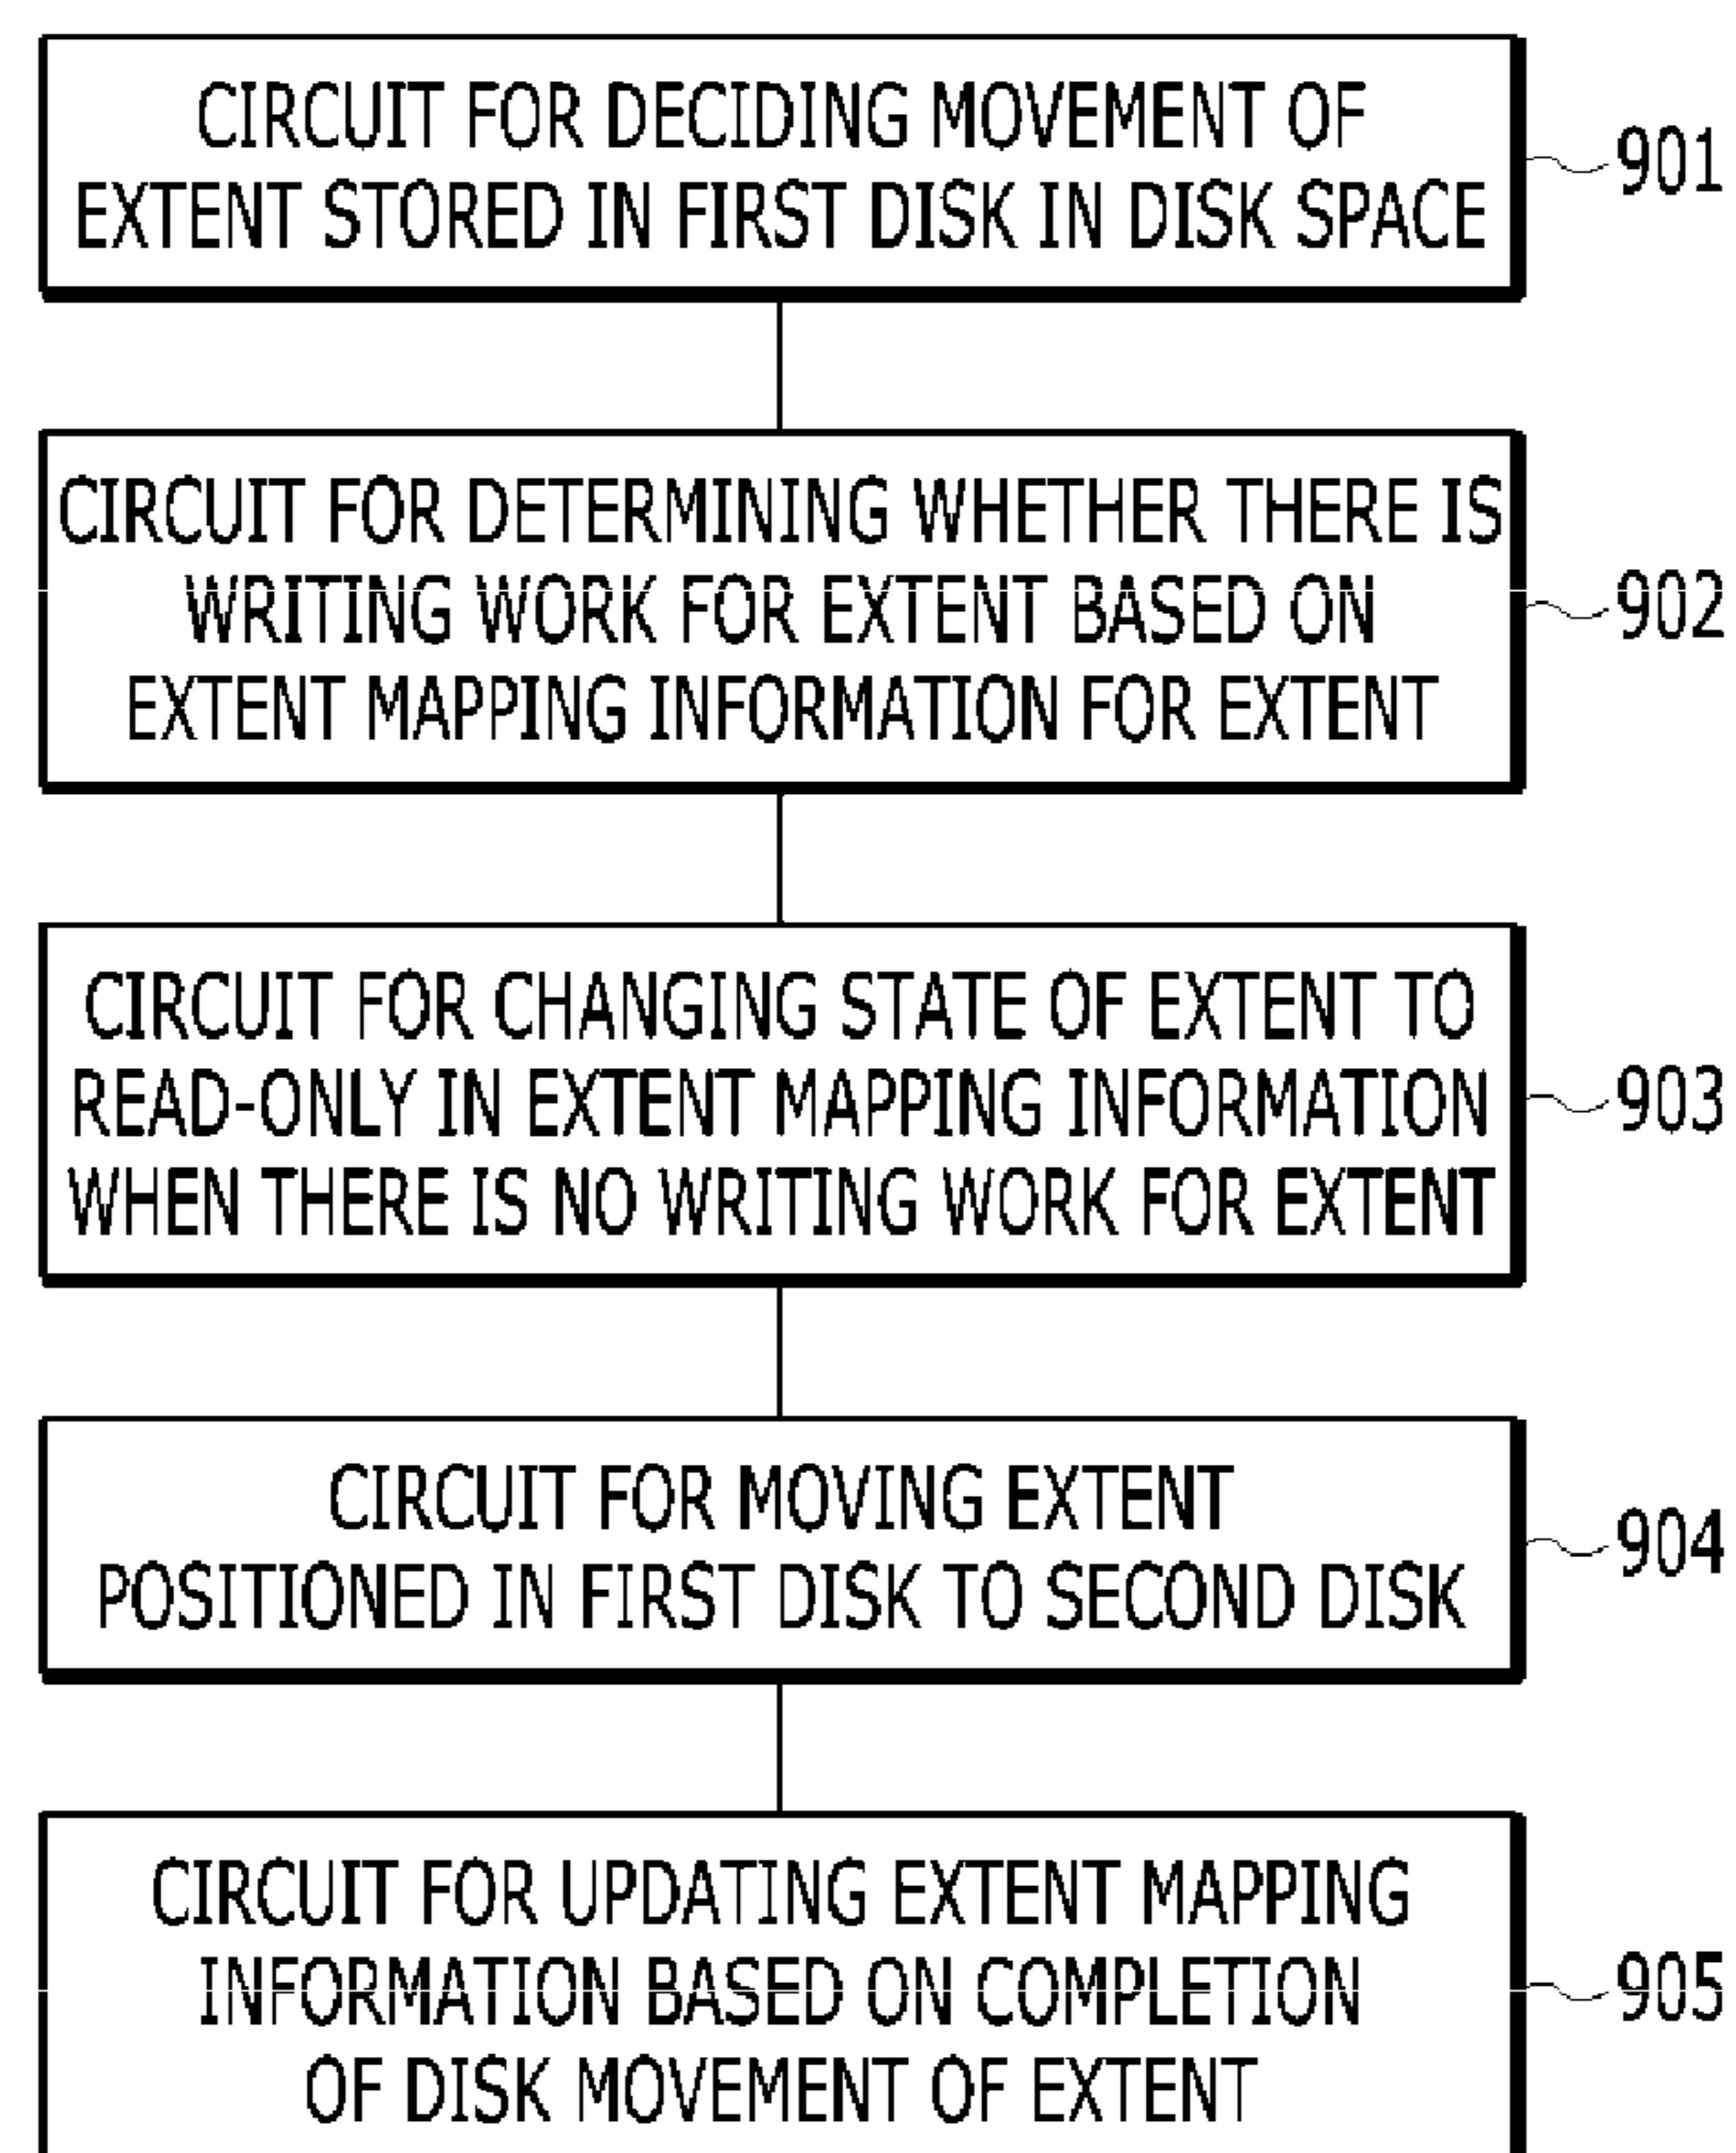 CIRCUIT FOR DECIDING MOVEMENT OF
EXTENT STORED IN FIRST DISK IN DISK SPACE
901
CIRCUIT FOR DETERMINING WHETHER THERE IS
WRITING WORK FOR EXTENT BASED ON
EXTENT MAPPING INFORMATION FOR EXTENT
902
CIRCUIT FOR CHANGING STATE OF EXTENT TO
READ-ONLY IN EXTENT MAPPING INFORMATION
WHEN THERE IS NO WRITING WORK FOR EXTENT
903
CIRCUIT FOR MOVING EXTENT
POSITIONED IN FIRST DISK TO SECOND DISK
904
CIRCUIT FOR UPDATING EXTENT MAPPING
INFORMATION BASED ON COMPLETION
OF DISK MOVEMENT OF EXTENT
905